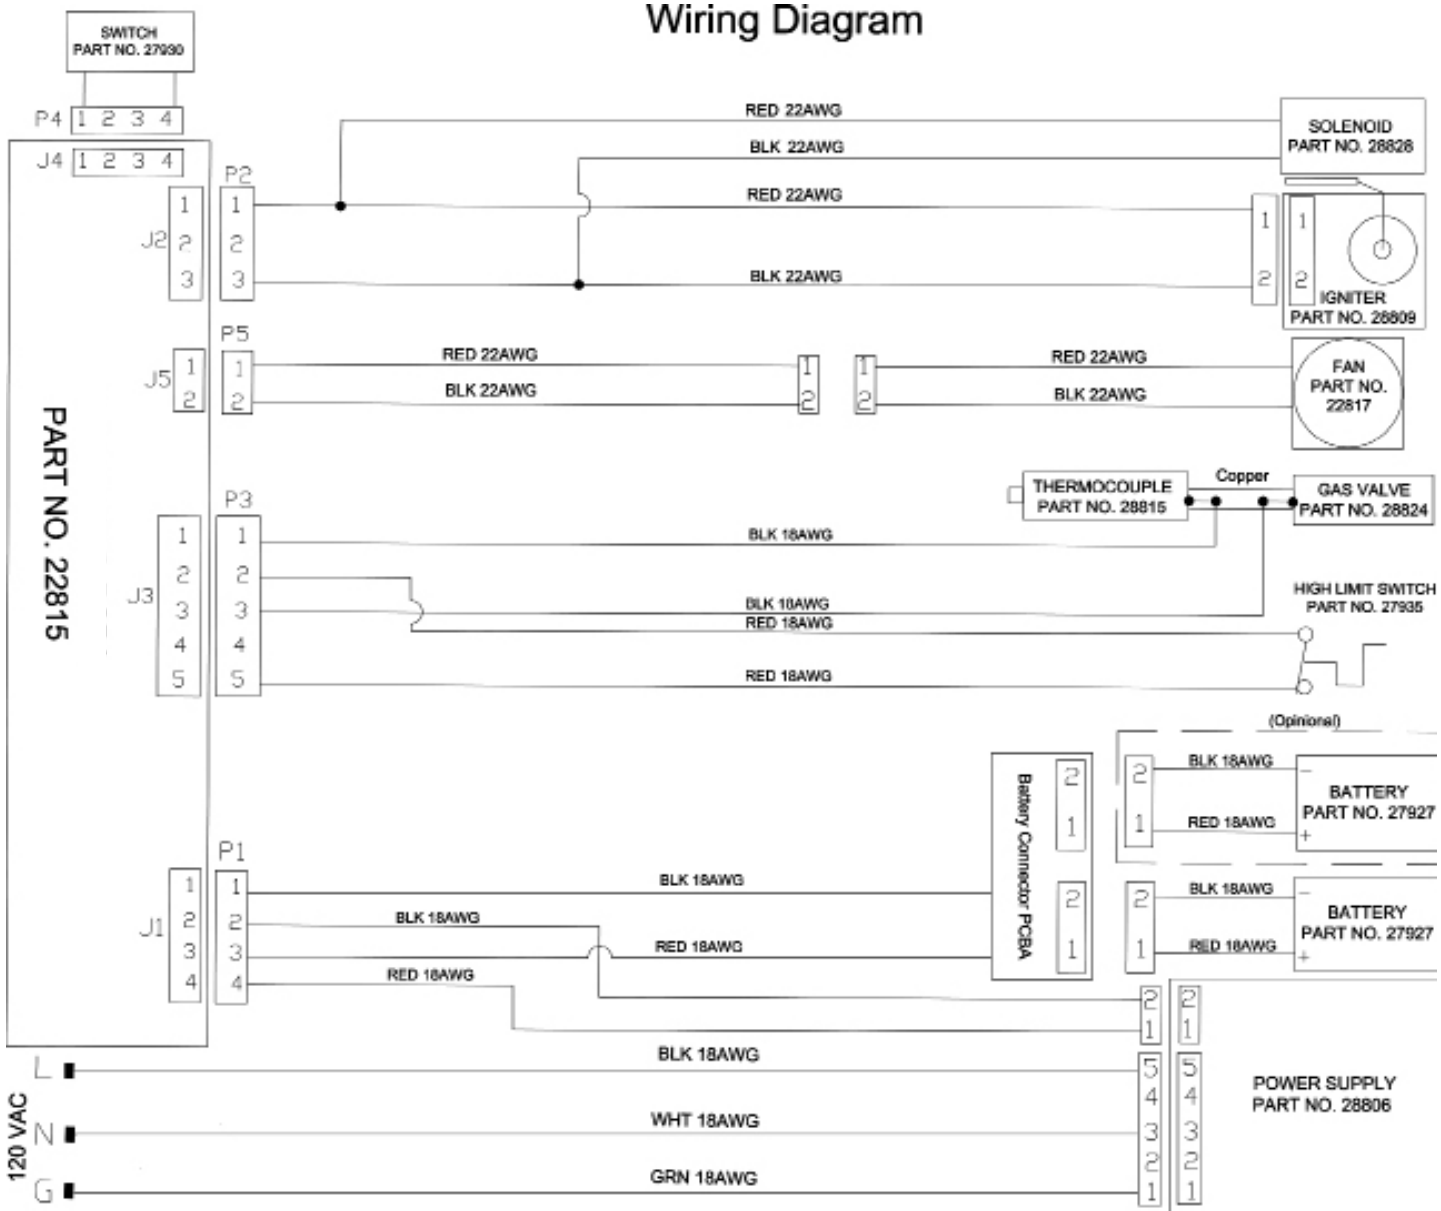 Wiring Diagram
SWITCH
PART NO. 27930
P4 1 2 3 4
J4 1 2 3 4
PART NO. 22815
P2
J2
1
2
3
1
2
3
RED 22AWG
BLK 22AWG
RED 22AWG
BLK 22AWG
SOLENOID
PART NO. 28828
1
2
1
2
IGNITER
PART NO. 28809
P5
J5
1
2
1
2
RED 22AWG
BLK 22AWG
1
2
1
2
RED 22AWG
BLK 22AWG
FAN
PART NO.
22817
P3
J3
1
2
3
4
5
1
2
3
4
5
THERMOCOUPLE
PART NO. 28815
Copper
GAS VALVE
PART NO. 28824
BLK 18AWG
BLK 18AWG
RED 18AWG
RED 18AWG
HIGH LIMIT SWITCH
PART NO. 27935
(Opinional)
Battery Connector PCBA
2
1
2
1
2
1
BLK 18AWG
RED 18AWG
−
+
BATTERY
PART NO. 27927
2
1
BLK 18AWG
RED 18AWG
−
+
BATTERY
PART NO. 27927
P1
J1
1
2
3
4
1
2
3
4
BLK 18AWG
BLK 18AWG
RED 18AWG
RED 18AWG
2
1
2
1
120 VAC
L
N
G
BLK 18AWG
WHT 18AWG
GRN 18AWG
5
4
3
2
1
5
4
3
2
1
POWER SUPPLY
PART NO. 28806